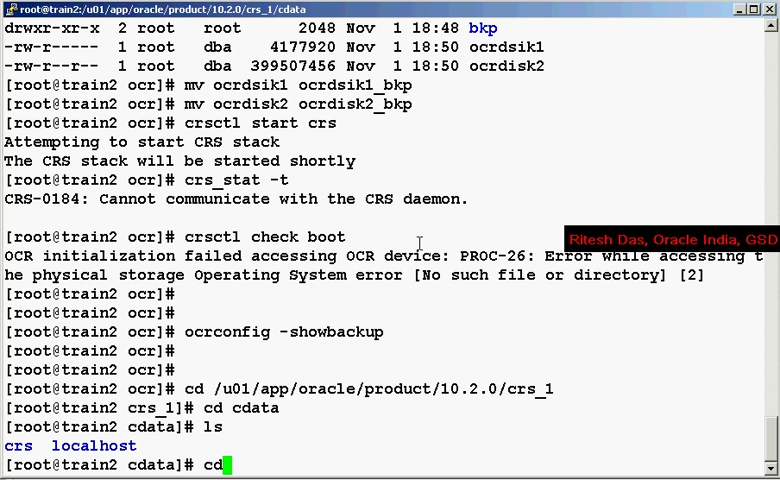 root@train2:/u01/app/oracle/product/10.2.0/crs_1/cdata
drwxr-xr-x 2 root root 2048 Nov 1 18:48 bkp
-rw-r----- 1 root dba 4177920 Nov 1 18:50 ocrdsik1
-rw-r--r-- 1 root dba 399507456 Nov 1 18:50 ocrdisk2
[root@train2 ocr]# mv ocrdsik1 ocrdsik1_bkp
[root@train2 ocr]# mv ocrdisk2 ocrdisk2_bkp
[root@train2 ocr]# crsctl start crs
Attempting to start CRS stack
The CRS stack will be started shortly
[root@train2 ocr]# crs_stat -t
CRS-0184: Cannot communicate with the CRS daemon.
[root@train2 ocr]# crsctl check boot
Ritesh Das, Oracle India, GSD
OCR initialization failed accessing OCR device: PROC-26: Error while accessing t
he physical storage Operating System error [No such file or directory] [2]
[root@train2 ocr]#
[root@train2 ocr]#
[root@train2 ocr]# ocrconfig -showbackup
[root@train2 ocr]#
[root@train2 ocr]#
[root@train2 ocr]# cd /u01/app/oracle/product/10.2.0/crs_1
[root@train2 crs_1]# cd cdata
[root@train2 cdata]# ls
crs localhost
[root@train2 cdata]# cd